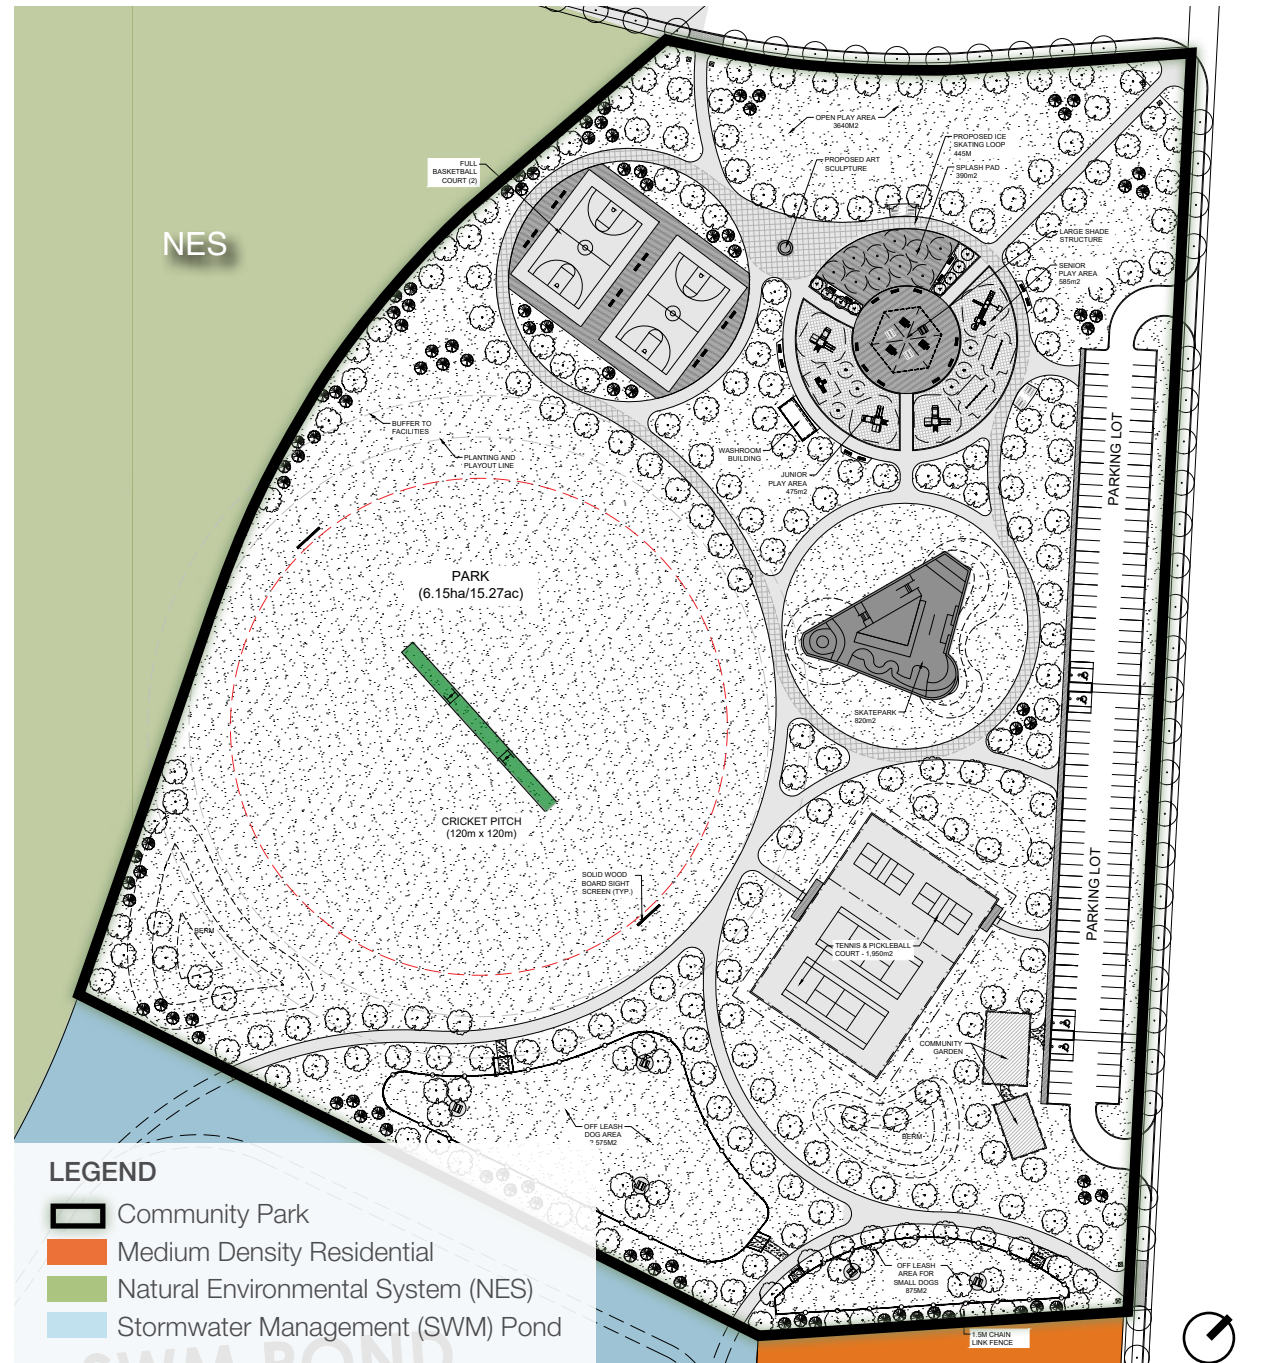 NES
OPEN PLAY AREA
3640M2
PROPOSED ICE
SKATING LOOP
445M
PROPOSED ART
SCULPTURE
SPLASH PAD
390m2
FULL
BASKETBALL
COURT (2)
LARGE SHADE
STRUCTURE
SENIOR
PLAY AREA
585m2
BUFFER TO
FACILITIES
PLANTING AND
PLAYOUT LINE
WASHROOM
BUILDING
JUNIOR
PLAY AREA
475m2
PARKING LOT
PARK
(6.15ha/15.27ac)
SKATEPARK
820m2
CRICKET PITCH
(120m x 120m)
SOLID WOOD
BOARD SIGHT
SCREEN (TYP.)
PARKING LOT
BERM
TENNIS & PICKLEBALL
COURT - 1,950m2
COMMUNITY
GARDEN
OFF LEASH
DOG AREA
575M2
BERM
OFF LEASH
AREA FOR
SMALL DOGS
875M2
1.5M CHAIN
LINK FENCE
LEGEND
Community Park
Medium Density Residential
Natural Environmental System (NES)
Stormwater Management (SWM) Pond
SWM POND